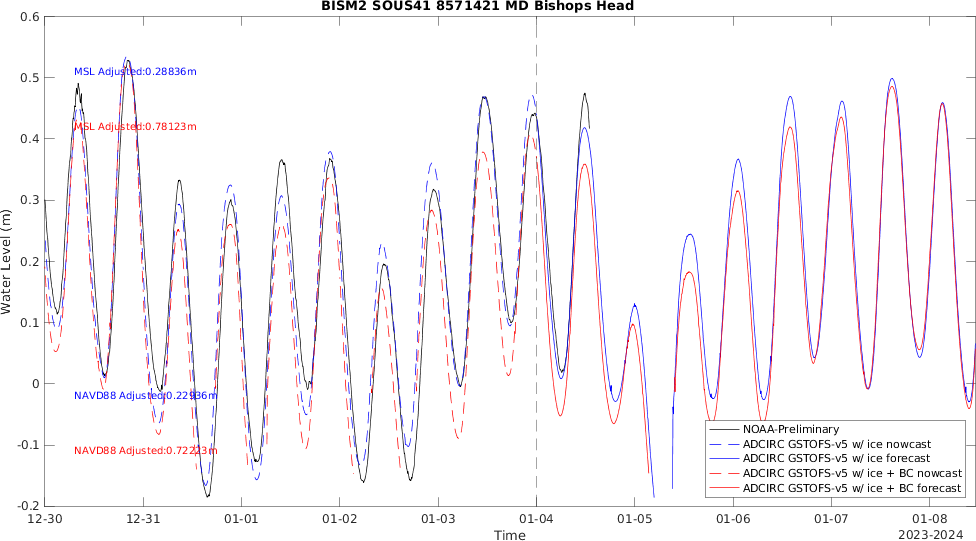 BISM2 SOUS41 8571421 MD Bishops Head
0.6
0.5
0.4
0.3
0.2
0.1
0
-0.1
-0.2
Water Level (m)
MSL Adjusted:0.28836m
MSL Adjusted:0.78123m
NAVD88 Adjusted:0.22936m
NAVD88 Adjusted:0.72223m
NOAA-Preliminary
ADCIRC GSTOFS-v5 w/ ice nowcast
ADCIRC GSTOFS-v5 w/ ice forecast
ADCIRC GSTOFS-v5 w/ ice + BC nowcast
ADCIRC GSTOFS-v5 w/ ice + BC forecast
12-30 12-31 01-01 01-02 01-03 01-04 01-05 01-06 01-07 01-08
Time
2023-2024